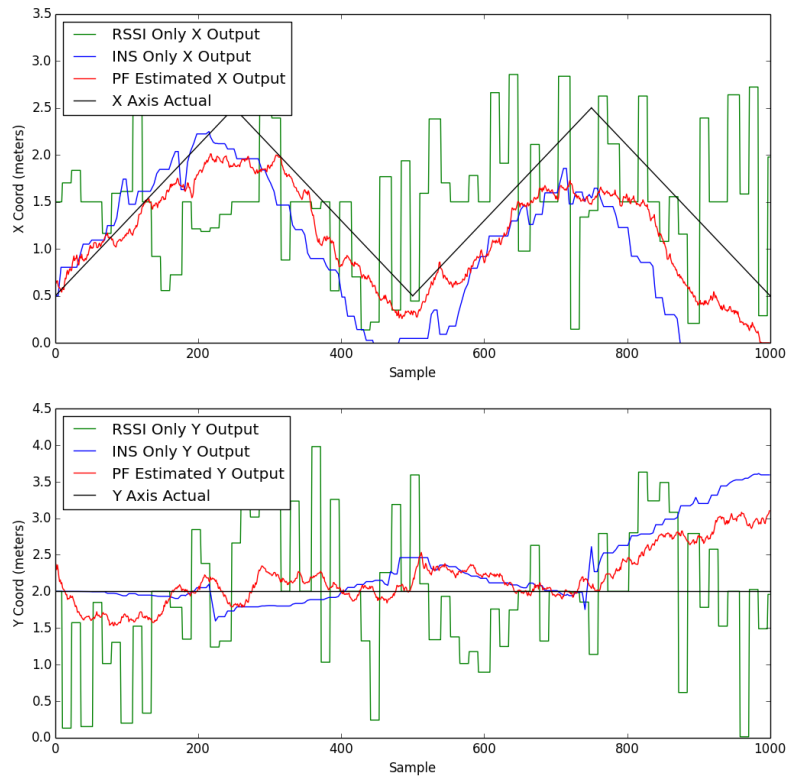 3.5
3.0
2.5
2.0
1.5
1.0
0.5
0.0
X Coord (meters)
RSSI Only X Output
INS Only X Output
PF Estimated X Output
X Axis Actual
0 200 400 600 800 1000
Sample
4.5
4.0
3.5
3.0
2.5
2.0
1.5
1.0
0.5
0.0
Y Coord (meters)
RSSI Only Y Output
INS Only Y Output
PF Estimated Y Output
Y Axis Actual
0 200 400 600 800 1000
Sample